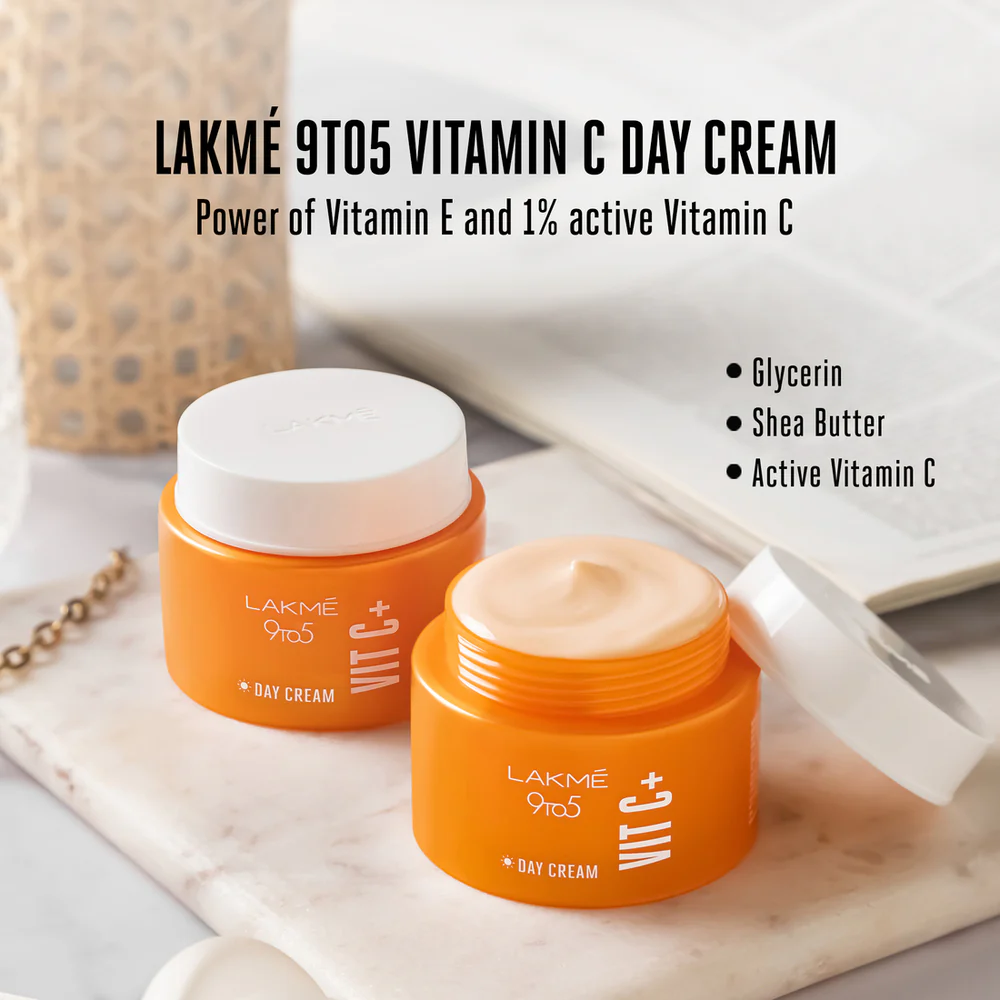 LAKMÉ 9TO5 VITAMIN C DAY CREAM
Power of Vitamin E and 1% active Vitamin C
• Glycerin
• Shea Butter
• Active Vitamin C
LAKMÉ
LAKMÉ
9TO5
VIT C+
DAY CREAM
LAKMÉ
9TO5
VIT C+
DAY CREAM